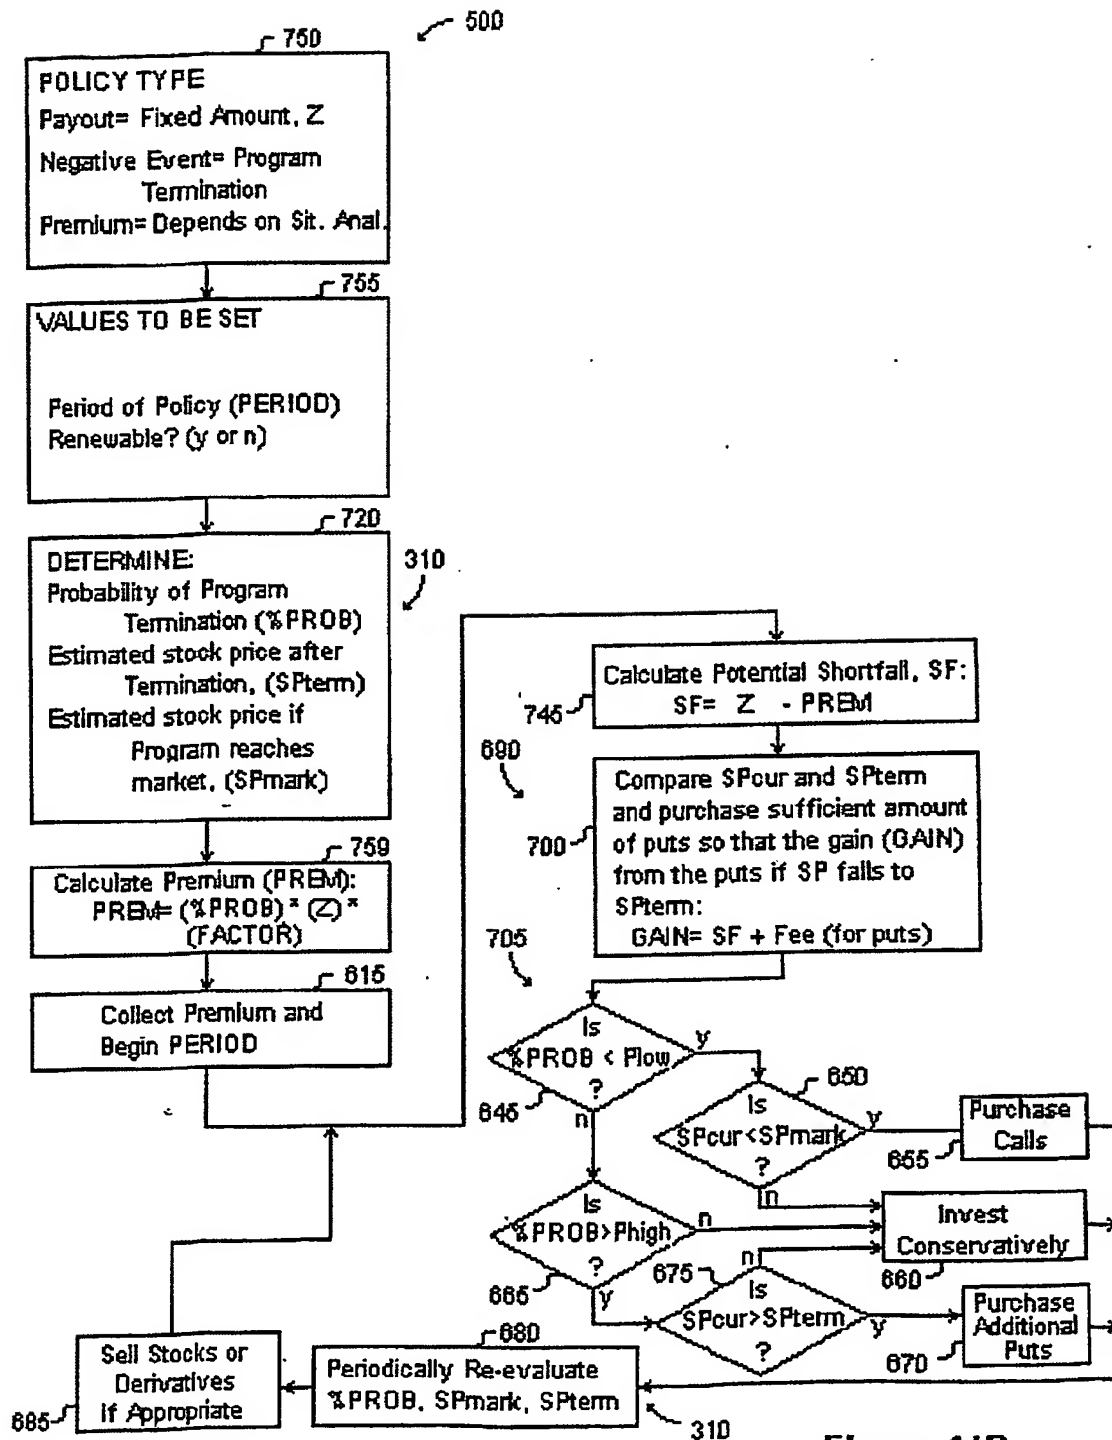 500
750
POLICY TYPE
Payout= Fixed Amount, Z
Negative Event= Program
Termination
Premium= Depends on Sit. Anal.
755
VALUES TO BE SET
Period of Policy (PERIOD)
Renewable? (y or n)
720
DETERMINE:
Probability of Program
Termination (%PROB)
Estimated stock price after
Termination, (SPterm)
Estimated stock price if
Program reaches
market, (SPmark)
310
759
Calculate Premium (PREM):
PREM= (%PROB) * (Z) *
(FACTOR)
615
Collect Premium and
Begin PERIOD
Calculate Potential Shortfall, SF:
SF= Z - PREM
745
690
Compare SPcur and SPterm
and purchase sufficient amount
of puts so that the gain (GAIN)
from the puts if SP falls to
SPterm:
GAIN= SF + Fee (for puts)
700
705
Is
%PROB < Plow
?
y
n
645
650
Is
SPcur<SPmark
?
y
n
Purchase
Calls
655
Is
%PROB>Phigh
?
n
y
665
Invest
Conservatively
660
675
n
Is
SPcur>SPterm
?
y
Purchase
Additional
Puts
670
680
Periodically Re-evaluate
%PROB, SPmark, SPterm
310
Sell Stocks or
Derivatives
If Appropriate
685